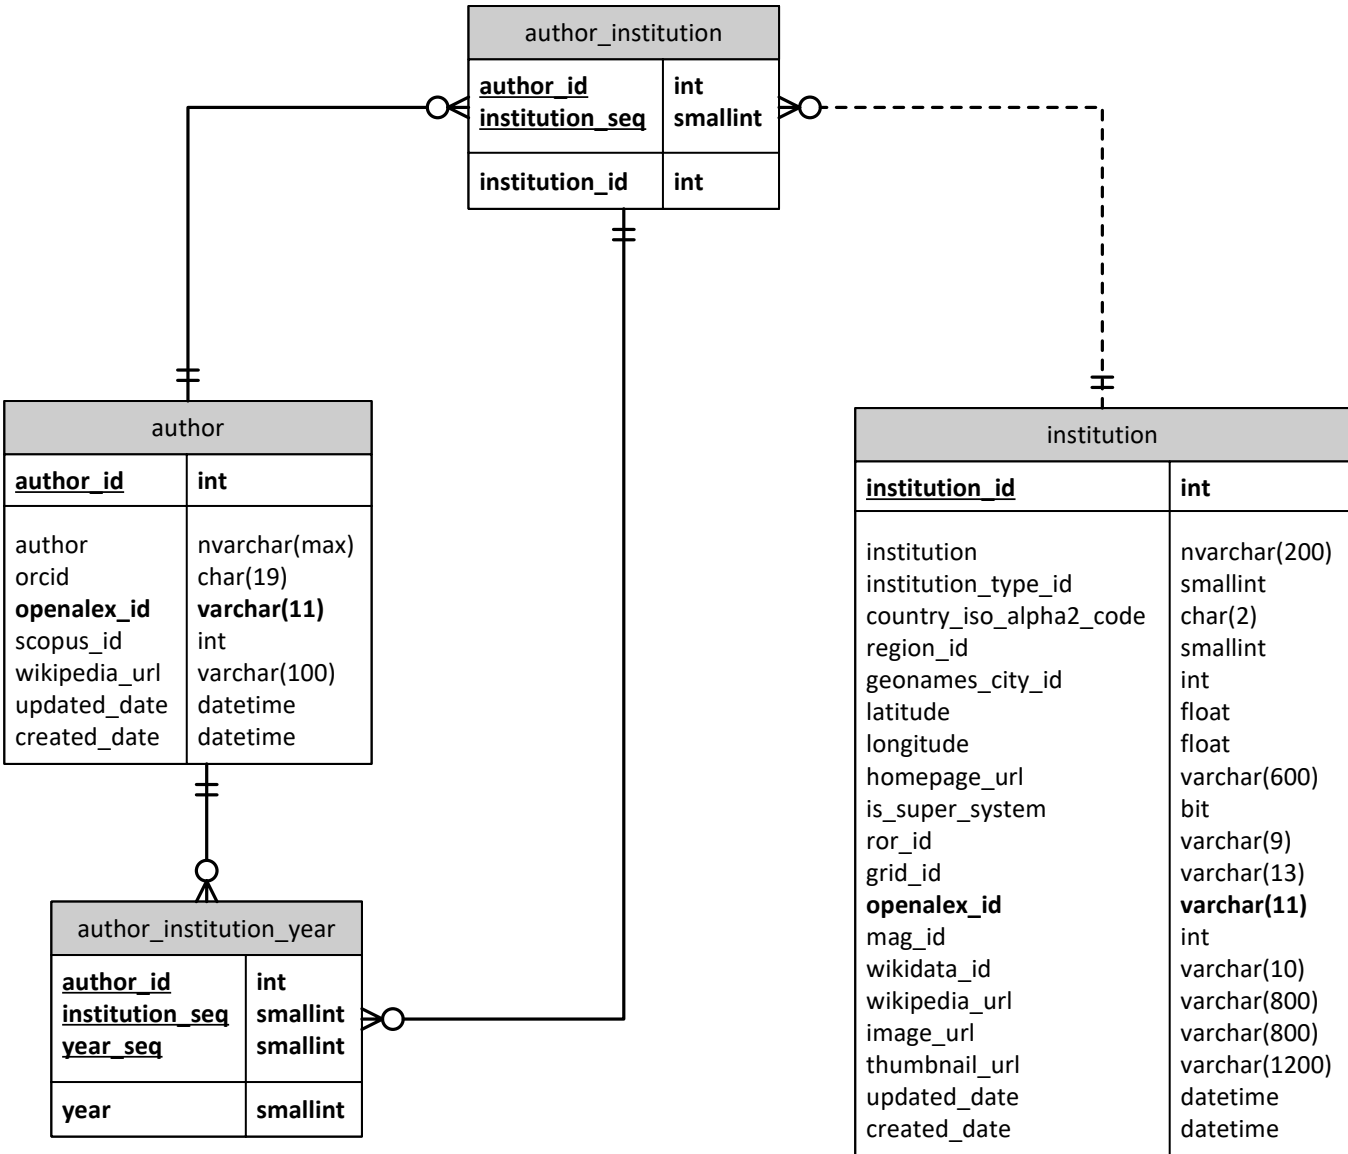 author_institution
author_id int
institution_seq smallint
institution_id int
author
author_id int
author nvarchar(max)
orcid char(19)
openalex_id varchar(11)
scopus_id int
wikipedia_url varchar(100)
updated_date datetime
created_date datetime
institution
institution_id int
institution nvarchar(200)
institution_type_id smallint
country_iso_alpha2_code char(2)
region_id smallint
geonames_city_id int
latitude float
longitude float
homepage_url varchar(600)
is_super_system bit
ror_id varchar(9)
grid_id varchar(13)
openalex_id varchar(11)
mag_id int
wikidata_id varchar(10)
wikipedia_url varchar(800)
image_url varchar(800)
thumbnail_url varchar(1200)
updated_date datetime
created_date datetime
author_institution_year
author_id int
institution_seq smallint
year_seq smallint
year smallint